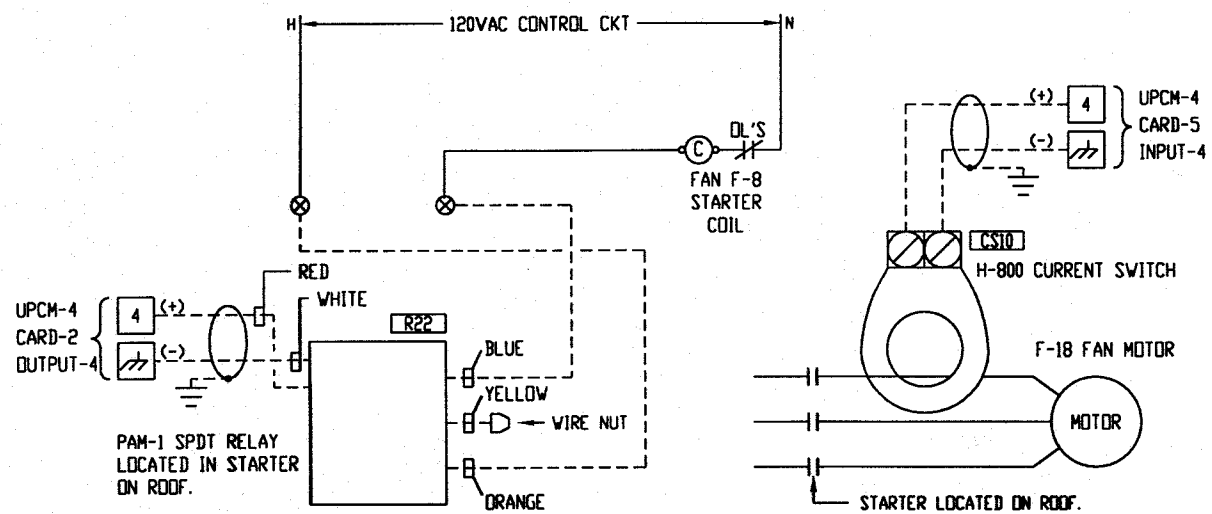 H
120VAC CONTROL CKT
N
OL'S
C
FAN F-8
STARTER
COIL
(+)
4
(-)
UPCM-4
CARD-5
INPUT-4
CS10
H-800 CURRENT SWITCH
RED
WHITE
UPCM-4
CARD-2
OUTPUT-4
4
(+)
(-)
R22
BLUE
YELLOW
WIRE NUT
ORANGE
PAM-1 SPDT RELAY
LOCATED IN STARTER
ON ROOF.
F-18 FAN MOTOR
MOTOR
STARTER LOCATED ON ROOF.